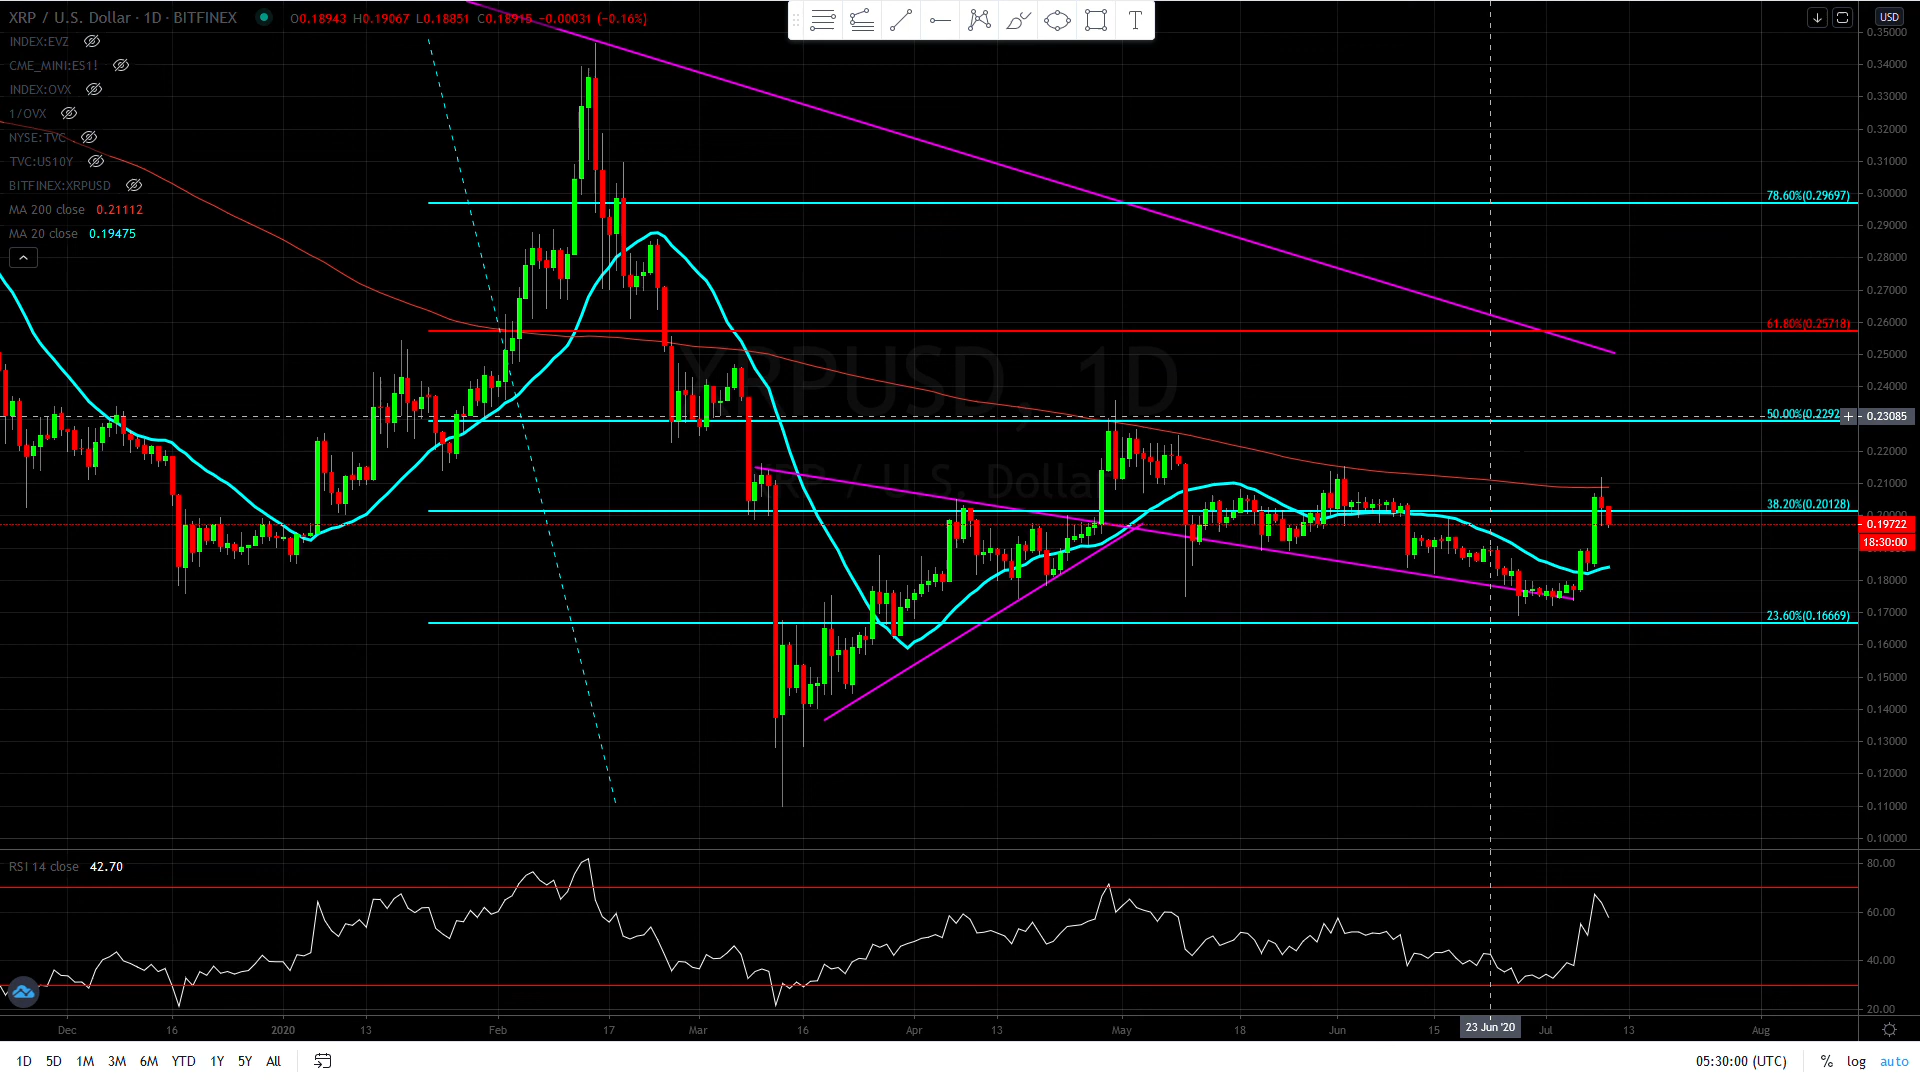 XRP / U.S. Dollar · 1D · BITFINEX O0.18943 H0.19067 L0.18851 C0.18915 −0.00031 (−0.16%)
INDEX:EVZ
CME_MINI:ES1!
INDEX:OVX
1/OVX
NYSE:TVC
TVC:US10Y
BITFINEX:XRPUSD
MA 200 close 0.21112
MA 20 close 0.19475
T
USD
0.35000
0.34000
0.33000
0.32000
0.31000
0.30000
0.29000
0.28000
0.27000
0.26000
0.25000
0.24000
0.23085
0.22000
0.21000
0.19722
18:30:00
0.18000
0.17000
0.16000
0.15000
0.14000
0.13000
0.12000
0.11000
0.10000
78.60%(0.29697)
61.80%(0.25718)
50.00%(0.2292
38.20%(0.20128)
23.60%(0.16669)
XRPUSD, 1D
XRP / U.S. Dolla
RSI 14 close 42.70
80.00
60.00
40.00
20.00
Dec 16 2020 13 Feb 17 Mar 16 Apr 13 May 18 Jun 15 23 Jun '20 Jul 13 Aug
1D 5D 1M 3M 6M YTD 1Y 5Y All 05:30:00 (UTC) % log auto